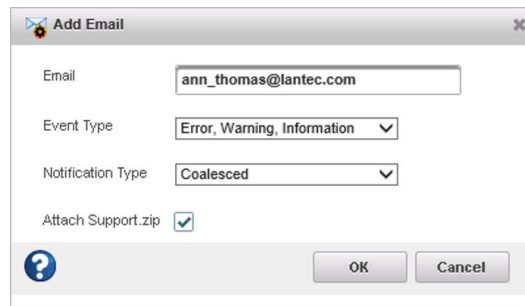 Add Email
Email
ann_thomas@lantec.com
Event Type
Error, Warning, Information
Notification Type
Coalesced
Attach Support.zip
?
OK
Cancel